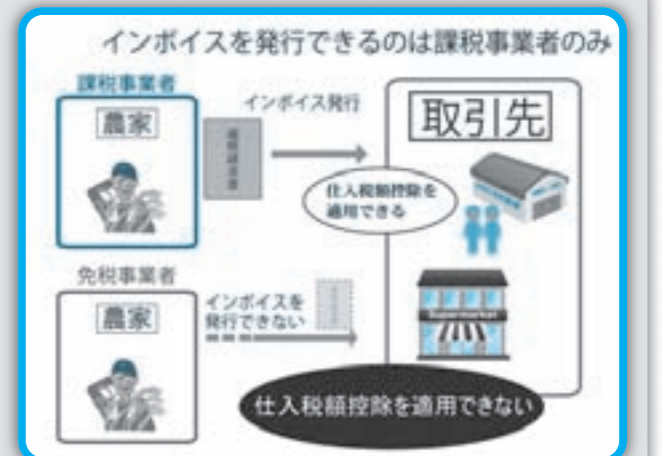 インボイスを発行できるのは課税事業者のみ
課税事業者
農家
インボイス発行
取引先
仕入税額控除を
適用できる
免税事業者
農家
インボイスを
発行できない
Supermarket
仕入税額控除を適用できない